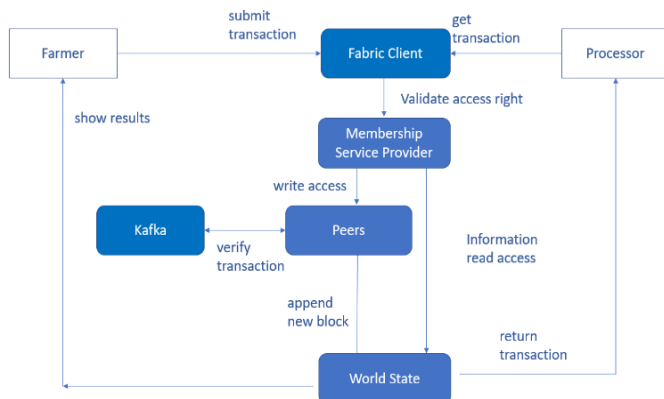 submit
transaction
get
transaction
Farmer
Fabric Client
Processor
show results
Validate access right
Membership
Service Provider
write access
Kafka
Peers
verify
transaction
Information
read access
append
new block
return
transaction
World State